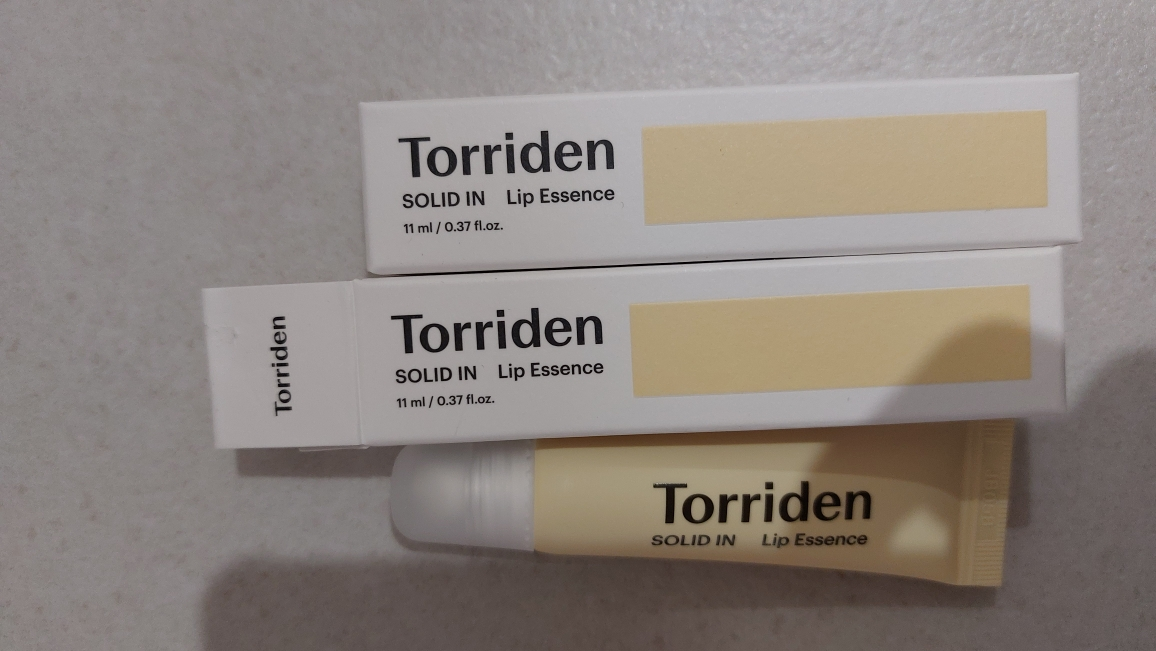 Torriden
SOLID IN Lip Essence
11 ml / 0.37 fl.oz.
Torriden
Torriden
SOLID IN Lip Essence
11 ml / 0.37 fl.oz.
Torriden
SOLID IN Lip Essence